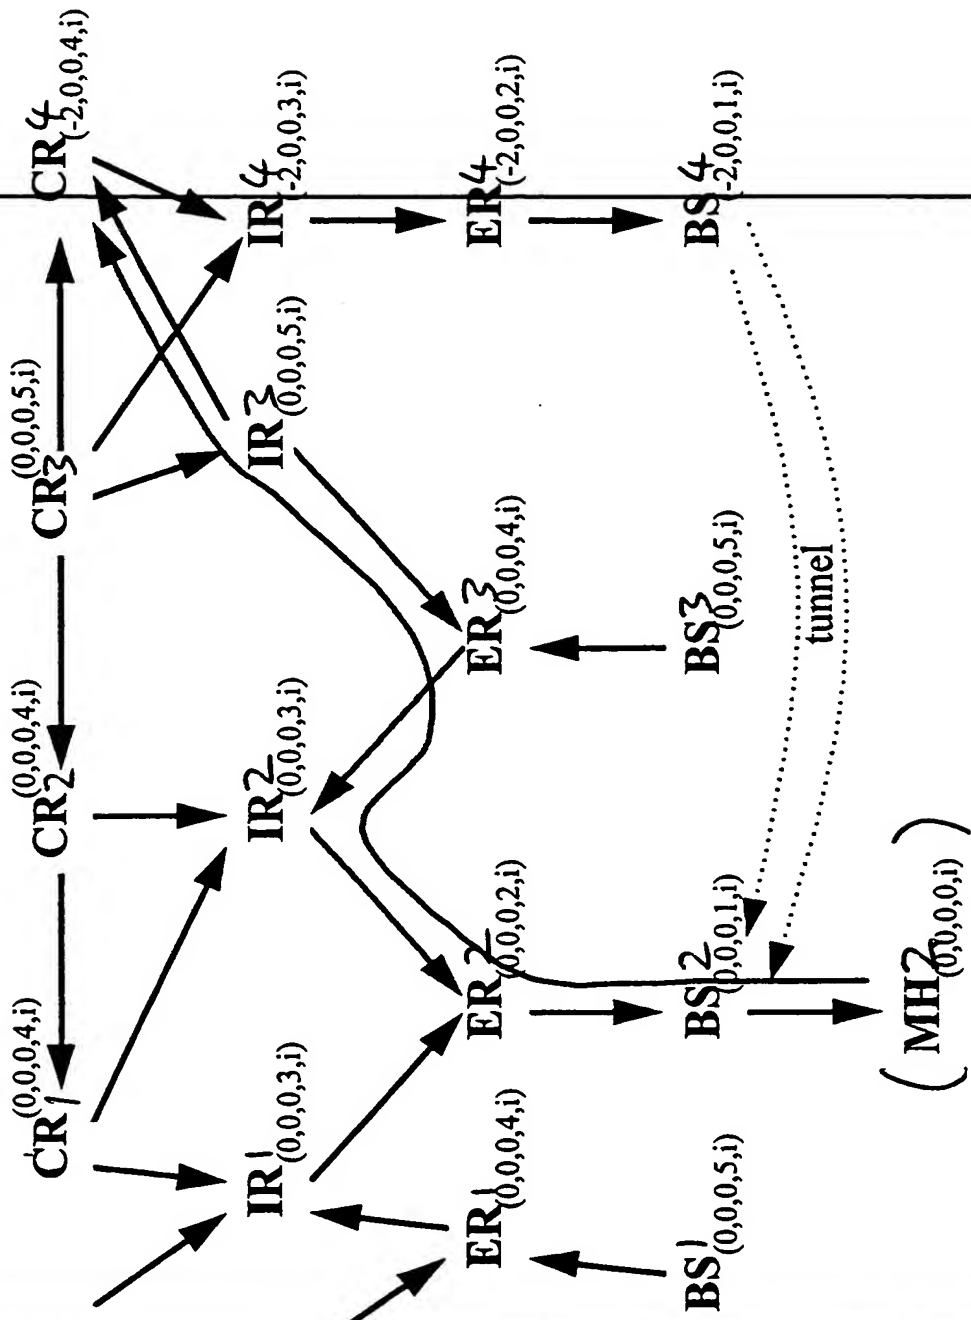 CR1 (0,0,0,4,i) CR2 (0,0,0,4,i) CR3 (0,0,0,5,i) CR4 (-2,0,0,4,i)
IR1 (0,0,0,3,i) IR2 (0,0,0,3,i) IR3 (0,0,0,5,i) IR4 (-2,0,0,3,i)
ER1 (0,0,0,4,i) ER2 (0,0,0,2,i) ER3 (0,0,0,4,i) ER4 (-2,0,0,2,i)
BS1 (0,0,0,5,i) BS2 (0,0,0,1,i) BS3 (0,0,0,5,i) BS4 (-2,0,0,1,i)
tunnel
(MH2 (0,0,0,0,i))